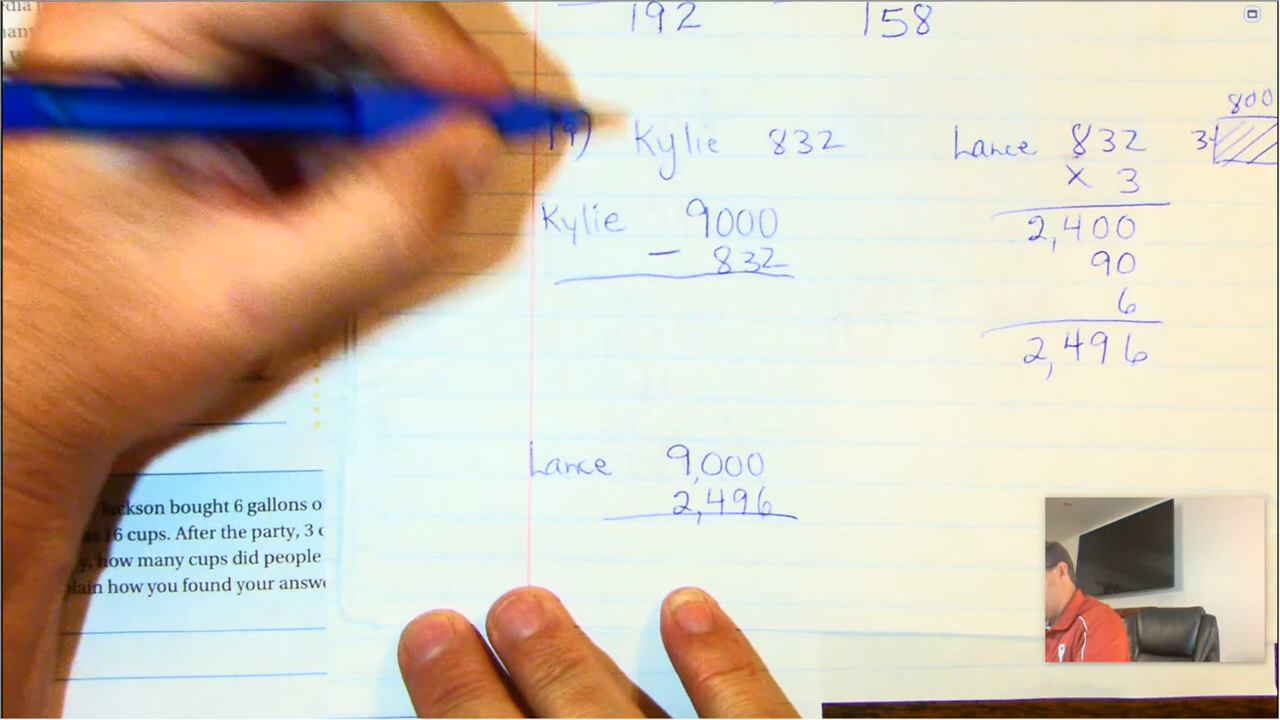 192 158
19) Kylie 832
Lance 832
x 3
2,400
90
6
2,496
800
3
Kylie 9000
- 832
Lance 9,000
2,496
ckson bought 6 gallons o
16 cups. After the party, 3 c
how many cups did people
lain how you found your answ